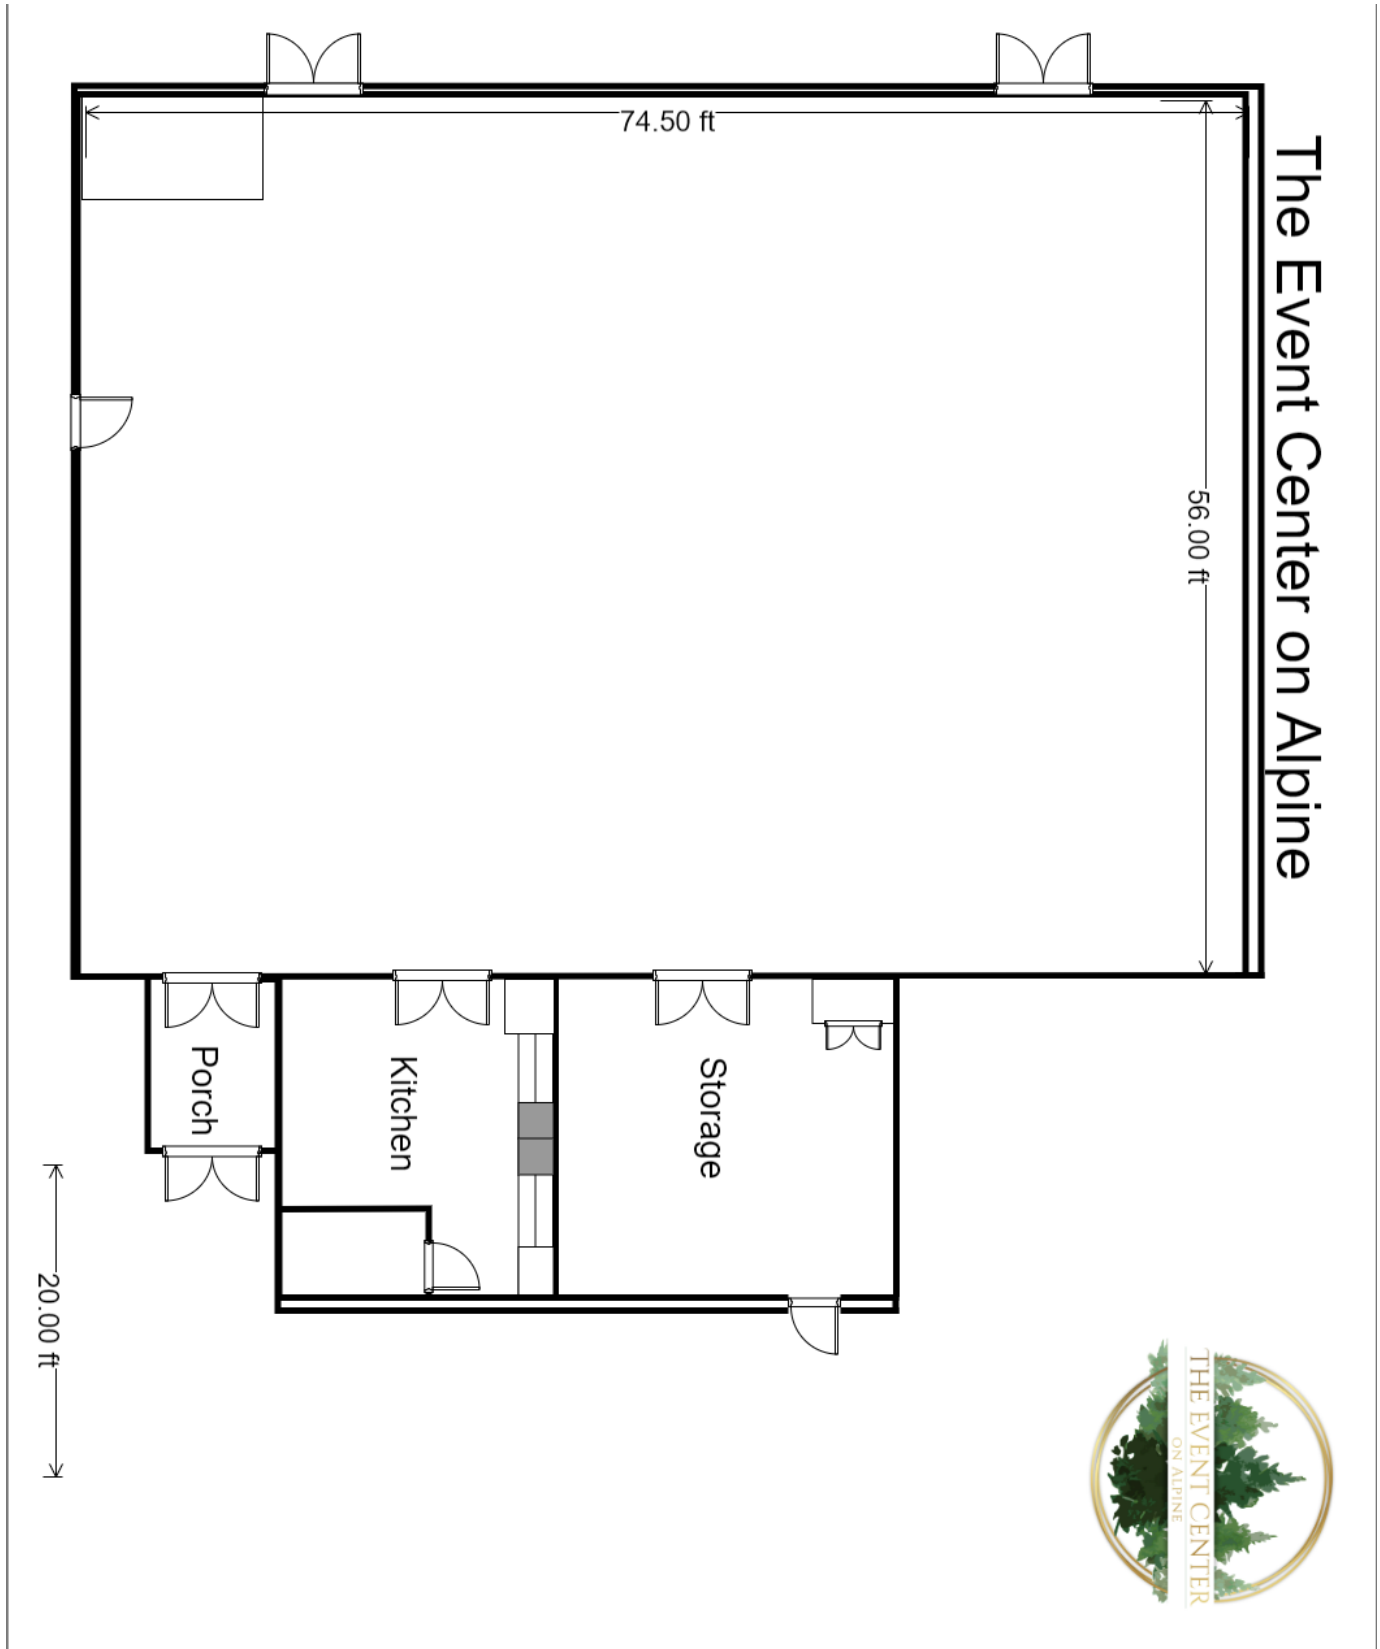 The Event Center on Alpine
74.50 ft
56.00 ft
Porch
Kitchen
Storage
20.00 ft
THE EVENT CENTER
ON ALPINE